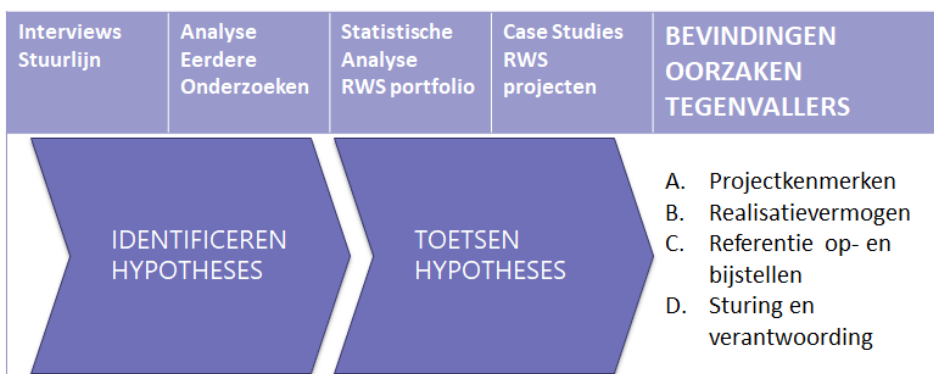 Interviews
Stuurlijn
Analyse
Eerdere
Onderzoeken
Statistische
Analyse
RWS portfolio
Case Studies
RWS
projecten
BEVINDINGEN
OORZAKEN
TEGENVALLERS
IDENTIFICEREN
HYPOTHESES
TOETSEN
HYPOTHESES
A. Projectkenmerken
B. Realisatievermogen
C. Referentie op- en
bijstellen
D. Sturing en
verantwoording